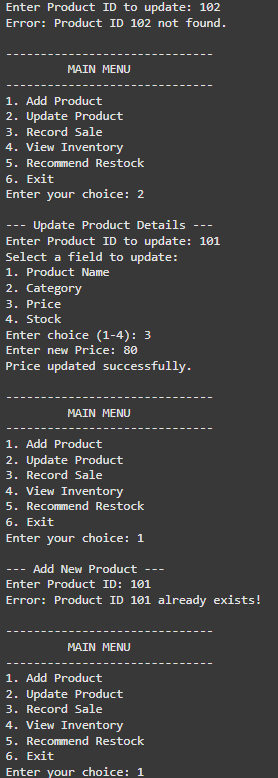 Enter Product ID to update: 102
Error: Product ID 102 not found.
------------------------------
MAIN MENU
------------------------------
1. Add Product
2. Update Product
3. Record Sale
4. View Inventory
5. Recommend Restock
6. Exit
Enter your choice: 2
--- Update Product Details ---
Enter Product ID to update: 101
Select a field to update:
1. Product Name
2. Category
3. Price
4. Stock
Enter choice (1-4): 3
Enter new Price: 80
Price updated successfully.
------------------------------
MAIN MENU
------------------------------
1. Add Product
2. Update Product
3. Record Sale
4. View Inventory
5. Recommend Restock
6. Exit
Enter your choice: 1
--- Add New Product ---
Enter Product ID: 101
Error: Product ID 101 already exists!
------------------------------
MAIN MENU
------------------------------
1. Add Product
2. Update Product
3. Record Sale
4. View Inventory
5. Recommend Restock
6. Exit
Enter your choice: 1